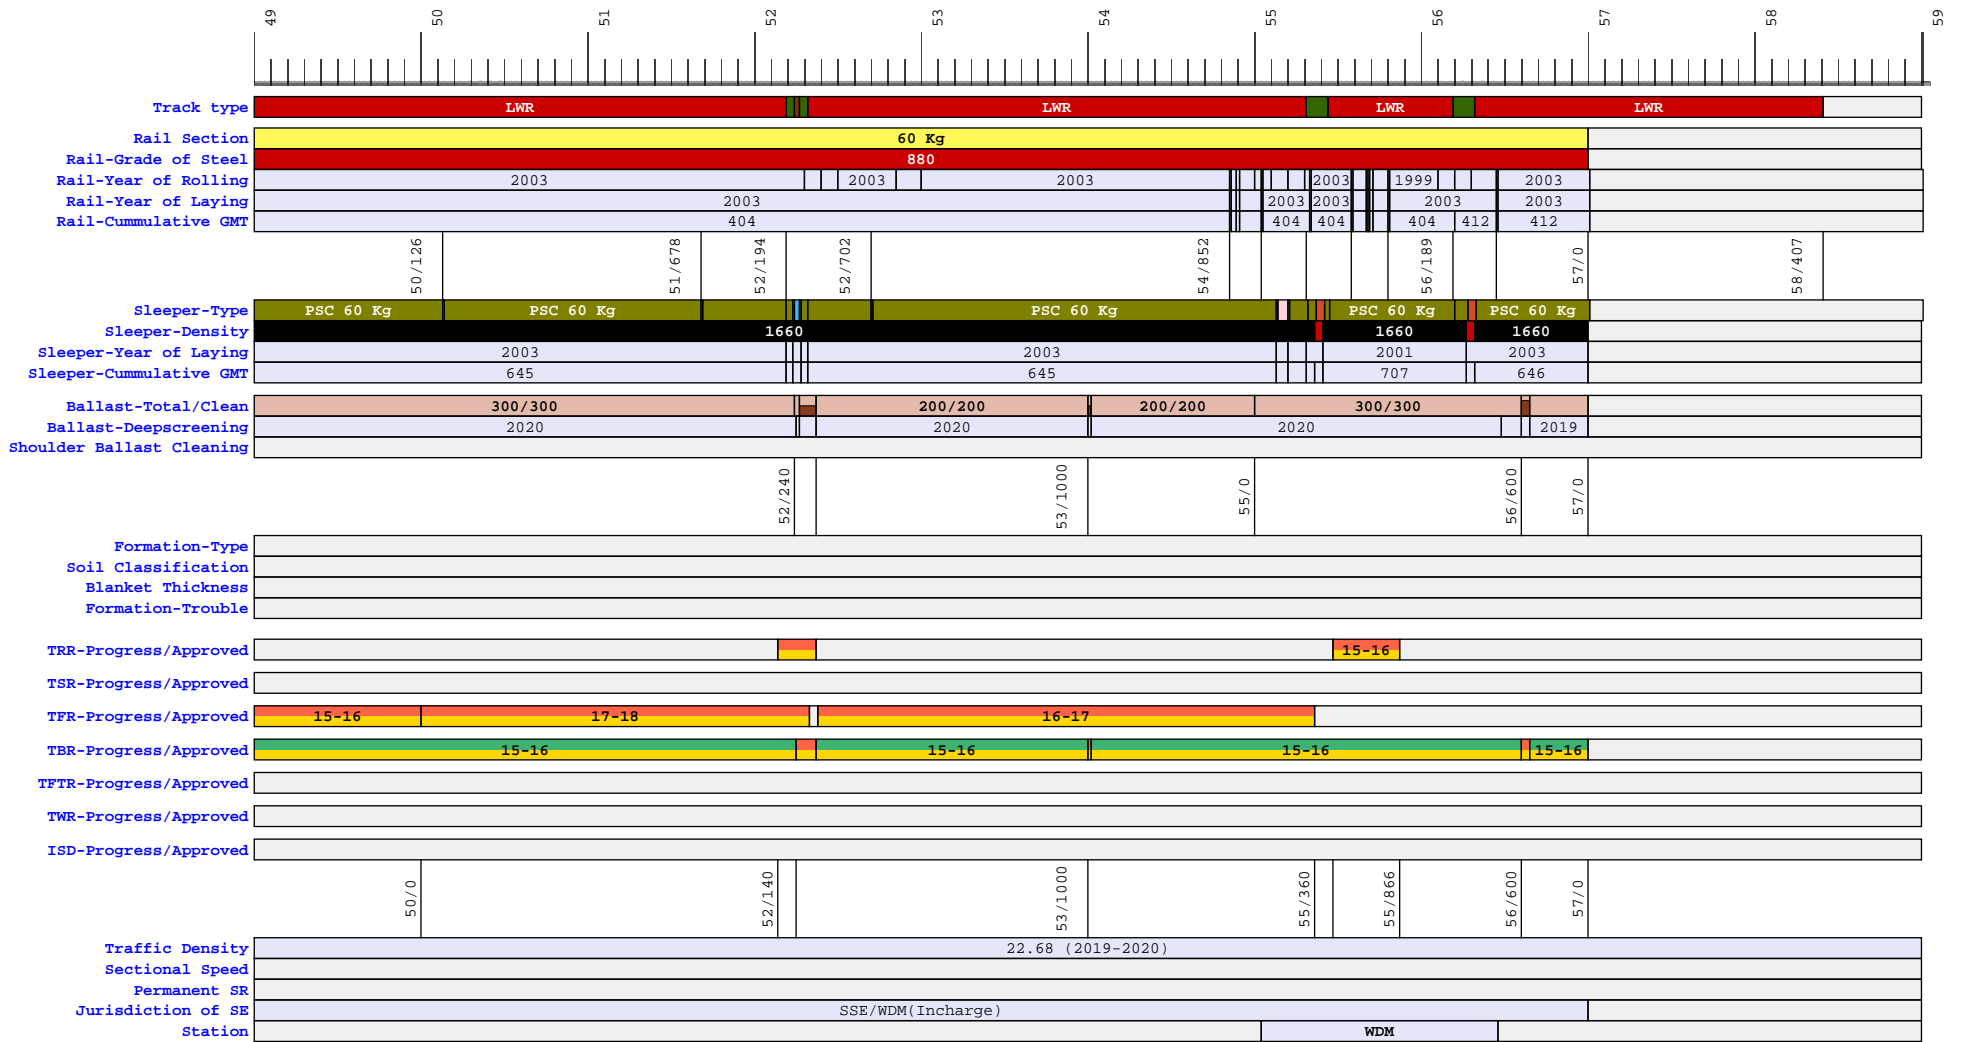 49 50 51 52 53 54 55 56 57 58 59
Track type LWR LWR LWR LWR
Rail Section 60 Kg
Rail-Grade of Steel 880
Rail-Year of Rolling 2003 2003 2003 2003 1999 2003
Rail-Year of Laying 2003 2003 2003 2003 2003
Rail-Cummulative GMT 404 404 404 404 412 412
50/126 51/678 52/194 52/702 54/852 56/189 57/0 58/407
Sleeper-Type PSC 60 Kg PSC 60 Kg PSC 60 Kg PSC 60 Kg PSC 60 Kg
Sleeper-Density 1660 1660 1660
Sleeper-Year of Laying 2003 2003 2001 2003
Sleeper-Cummulative GMT 645 645 707 646
Ballast-Total/Clean 300/300 200/200 200/200 300/300
Ballast-Deepscreening 2020 2020 2020 2019
Shoulder Ballast Cleaning
52/240 53/1000 55/0 56/600 57/0
Formation-Type
Soil Classification
Blanket Thickness
Formation-Trouble
TRR-Progress/Approved 15-16
TSR-Progress/Approved
TFR-Progress/Approved 15-16 17-18 16-17
TBR-Progress/Approved 15-16 15-16 15-16 15-16
TFTR-Progress/Approved
TWR-Progress/Approved
ISD-Progress/Approved
50/0 52/140 53/1000 55/360 55/866 56/600 57/0
Traffic Density 22.68 (2019-2020)
Sectional Speed
Permanent SR
Jurisdiction of SE SSE/WDM(Incharge)
Station WDM